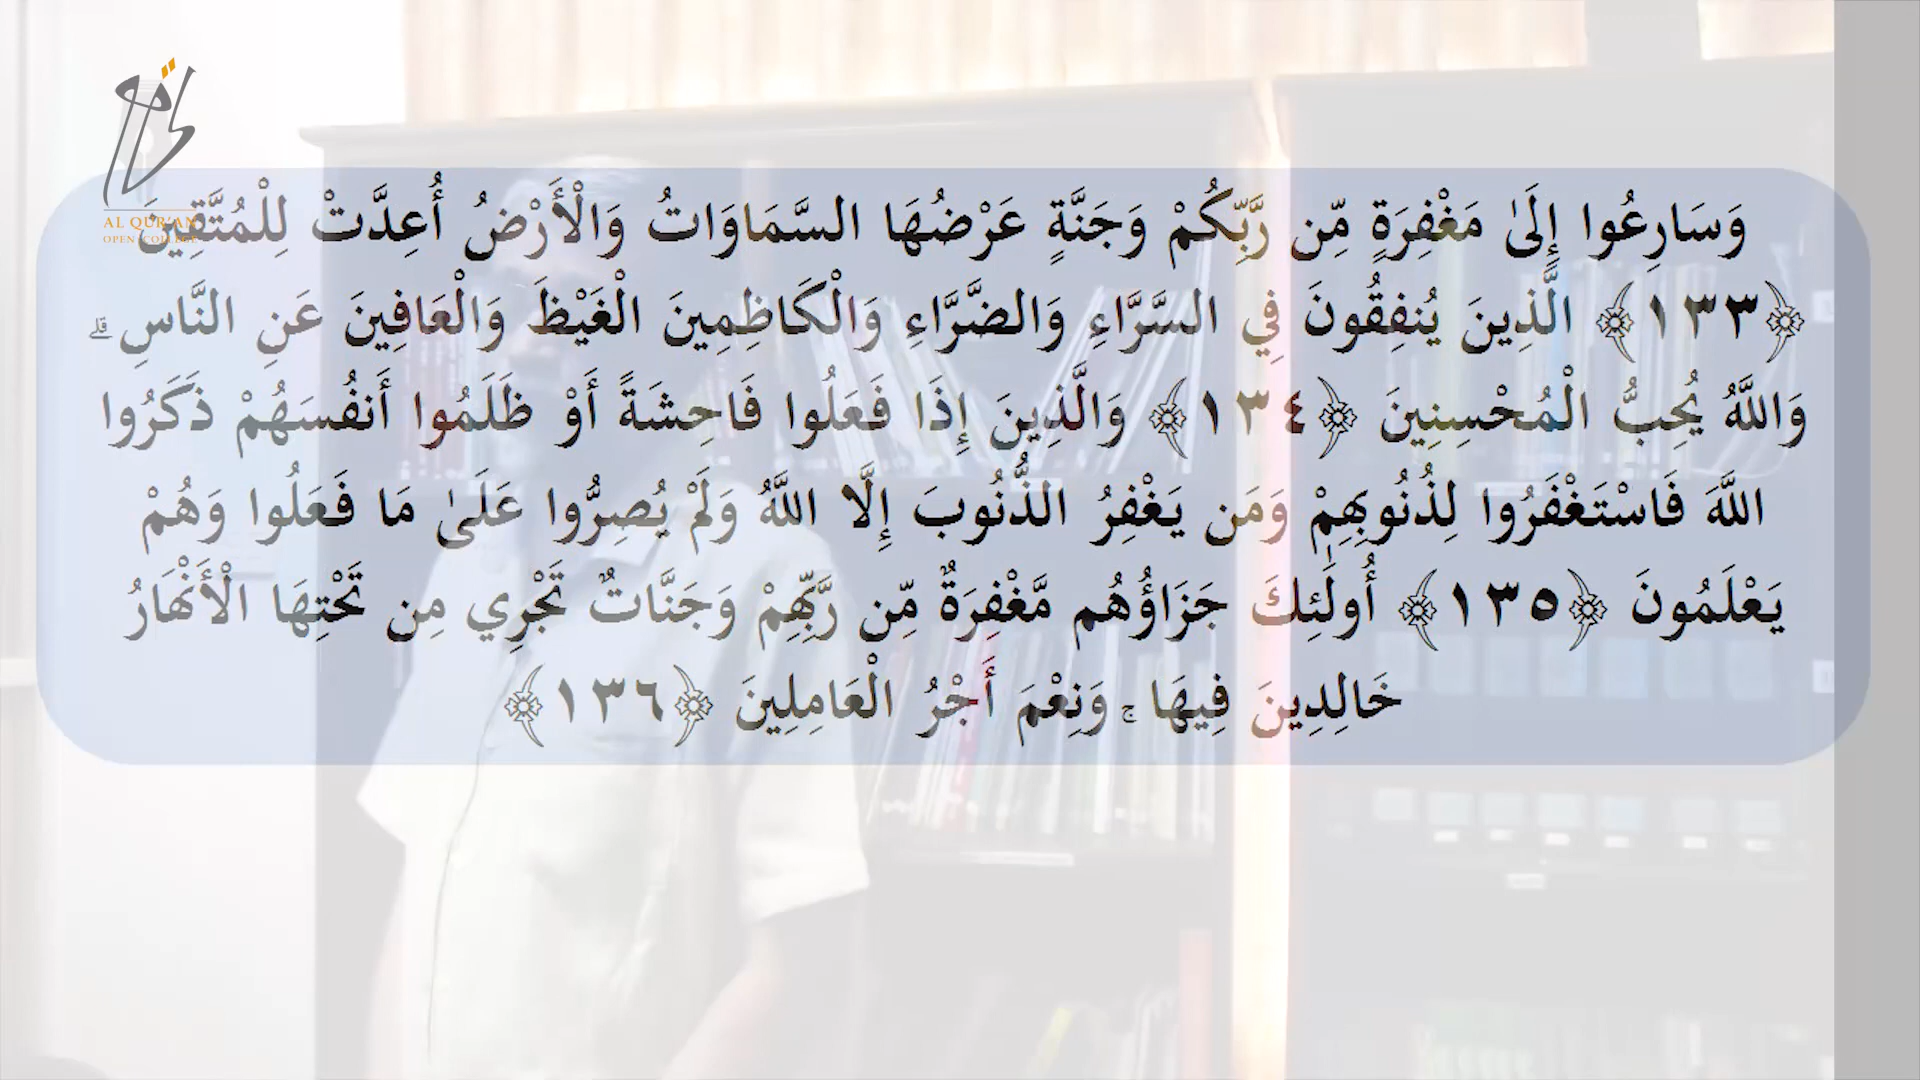 AL QUR'AN
OPEN COLLEGE
وَسَارِعُوا إِلَىٰ مَغْفِرَةٍ مِّن رَّبِّكُمْ وَجَنَّةٍ عَرْضُهَا السَّمَاوَاتُ وَالْأَرْضُ أُعِدَّتْ لِلْمُتَّقِينَ
﴿١٣٣﴾ الَّذِينَ يُنفِقُونَ فِي السَّرَّاءِ وَالضَّرَّاءِ وَالْكَاظِمِينَ الْغَيْظَ وَالْعَافِينَ عَنِ النَّاسِ ۗ
وَاللَّهُ يُحِبُّ الْمُحْسِنِينَ ﴿١٣٤﴾ وَالَّذِينَ إِذَا فَعَلُوا فَاحِشَةً أَوْ ظَلَمُوا أَنفُسَهُمْ ذَكَرُوا
اللَّهَ فَاسْتَغْفَرُوا لِذُنُوبِهِمْ وَمَن يَغْفِرُ الذُّنُوبَ إِلَّا اللَّهُ وَلَمْ يُصِرُّوا عَلَىٰ مَا فَعَلُوا وَهُمْ
يَعْلَمُونَ ﴿١٣٥﴾ أُولَٰئِكَ جَزَاؤُهُم مَّغْفِرَةٌ مِّن رَّبِّهِمْ وَجَنَّاتٌ تَجْرِي مِن تَحْتِهَا الْأَنْهَارُ
خَالِدِينَ فِيهَا ۚ وَنِعْمَ أَجْرُ الْعَامِلِينَ ﴿١٣٦﴾